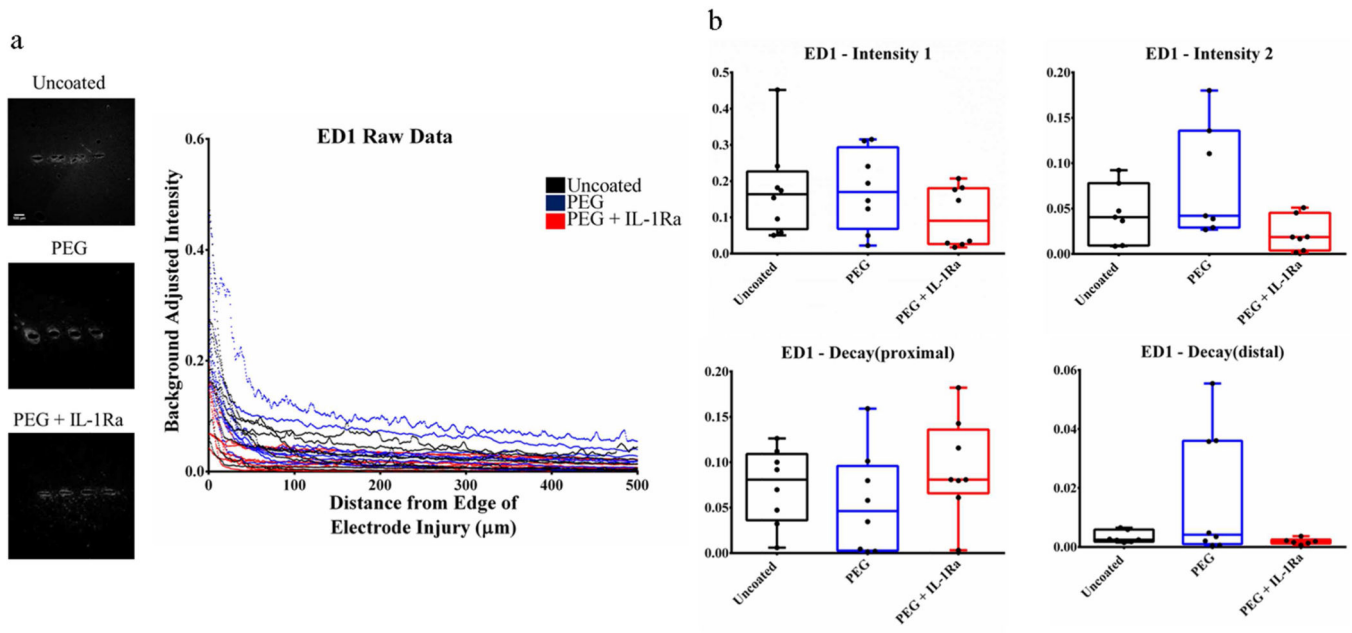 a
Uncoated
PEG
PEG + IL-1Ra
ED1 Raw Data
Background Adjusted Intensity
0.6
0.4
0.2
0.0
0
100
200
300
400
500
Distance from Edge of
Electrode Injury (μm)
Uncoated
PEG
PEG + IL-1Ra
b
ED1 - Intensity 1
0.5
0.4
0.3
0.2
0.1
0.0
Uncoated
PEG
PEG + IL-1Ra
ED1 - Intensity 2
0.20
0.15
0.10
0.05
0.00
Uncoated
PEG
PEG + IL-1Ra
ED1 - Decay(proximal)
0.20
0.15
0.10
0.05
0.00
Uncoated
PEG
PEG + IL-1Ra
ED1 - Decay(distal)
0.06
0.04
0.02
0.00
Uncoated
PEG
PEG + IL-1Ra